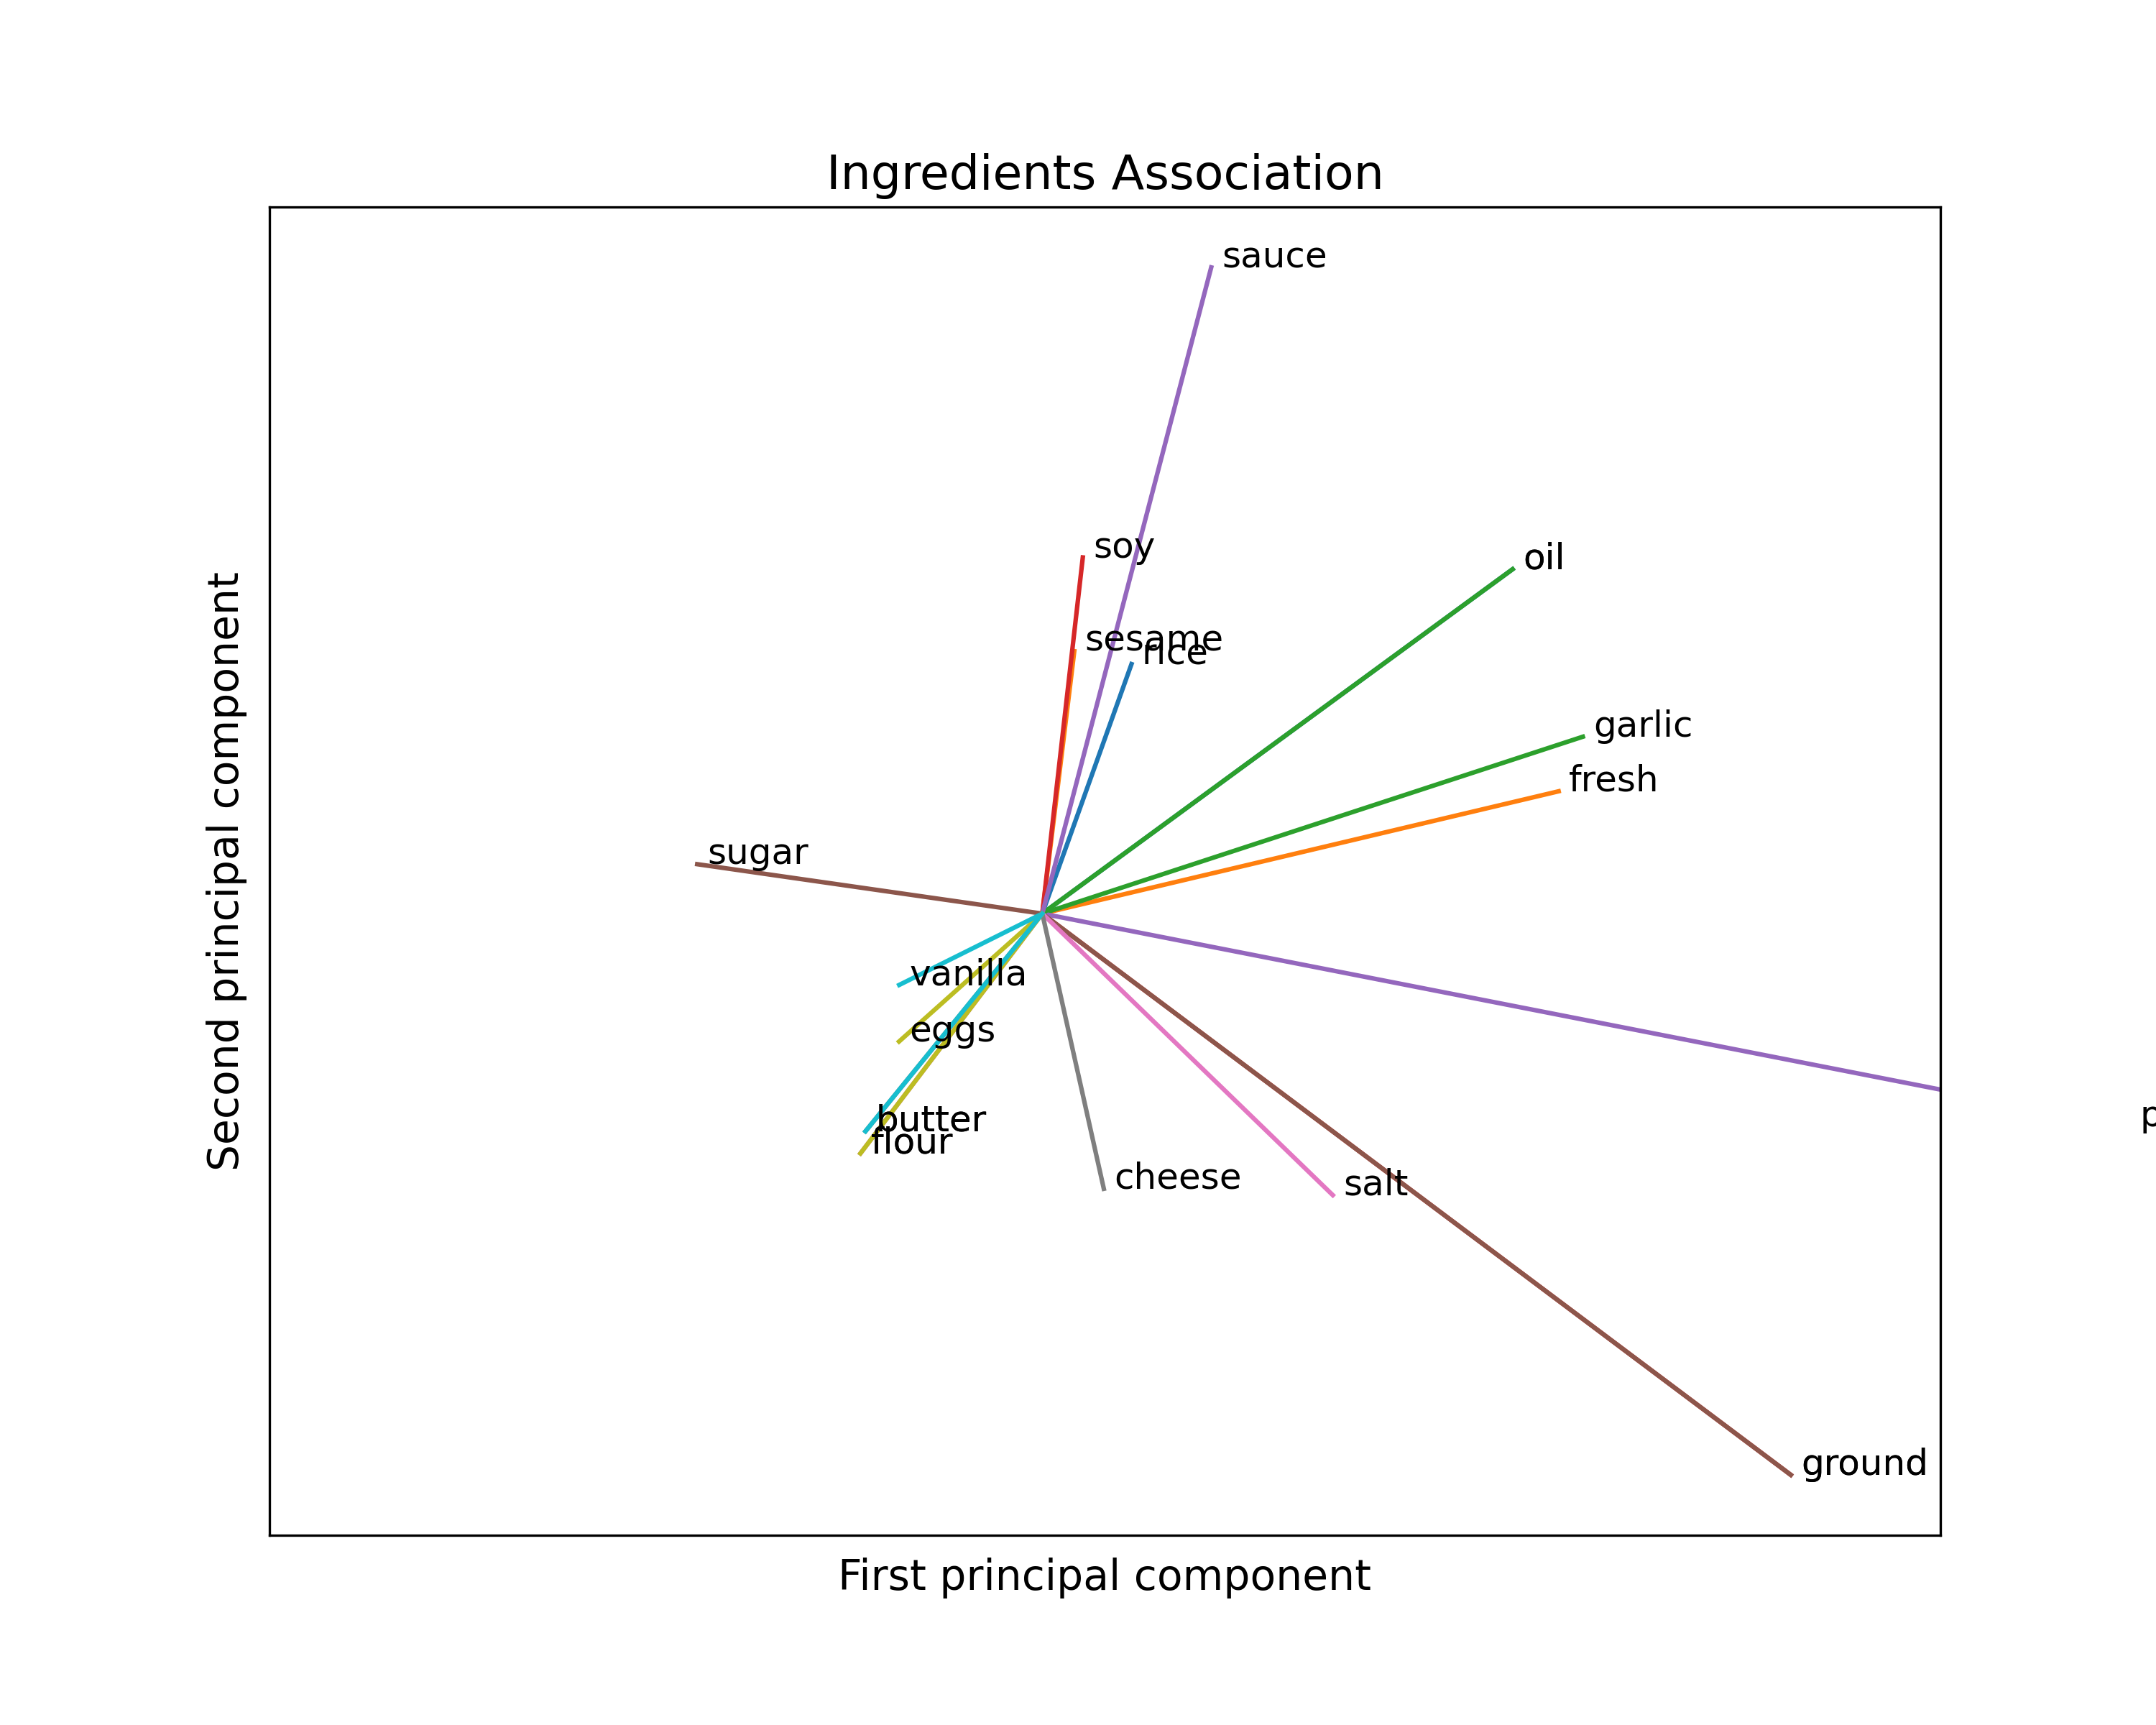 Ingredients Association
sauce
soy
oil
sesame
rice
garlic
fresh
sugar
vanilla
eggs
butter
flour
cheese
salt
p
ground
First principal component
Second principal component